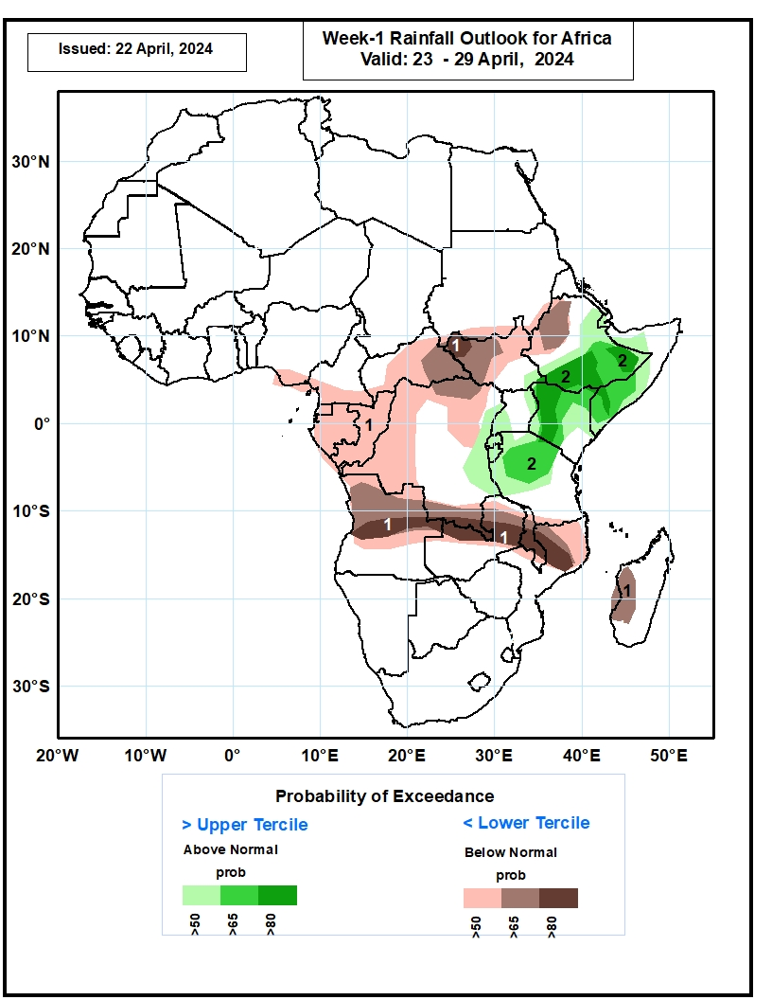 Issued: 22 April, 2024
Week-1 Rainfall Outlook for Africa
Valid: 23 - 29 April, 2024
30°N
20°N
10°N
0°
10°S
20°S
30°S
1
2
2
1
2
1
1
1
20°W
10°W
0°
10°E
20°E
30°E
40°E
50°E
Probability of Exceedance
> Upper Tercile
< Lower Tercile
Above Normal
Below Normal
prob
prob
>50
>65
>80
>50
>65
>80